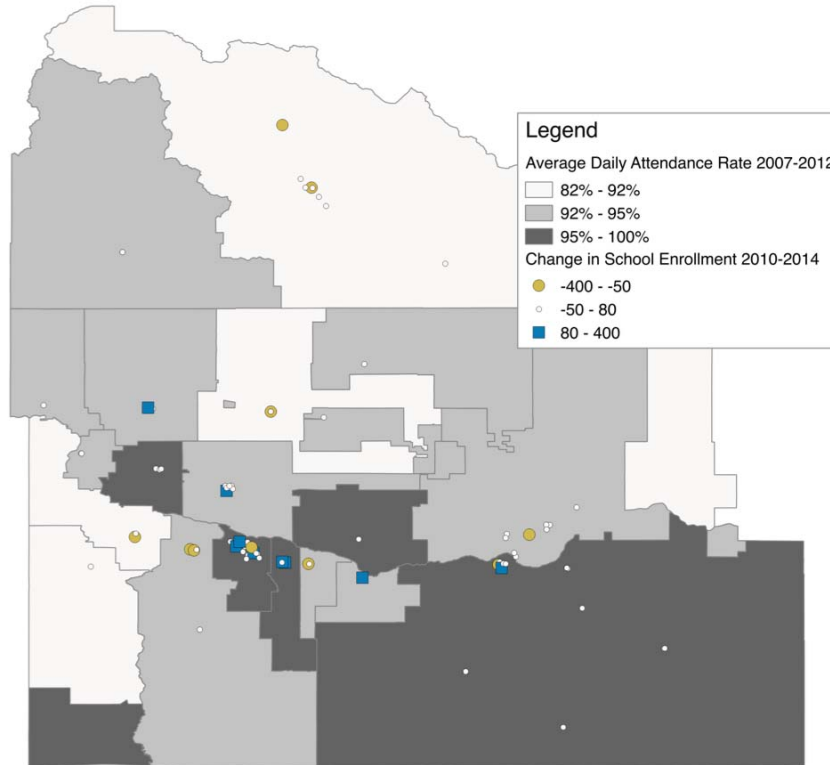 Legend
Average Daily Attendance Rate 2007-2012
82% - 92%
92% - 95%
95% - 100%
Change in School Enrollment 2010-2014
-400 - -50
-50 - 80
80 - 400